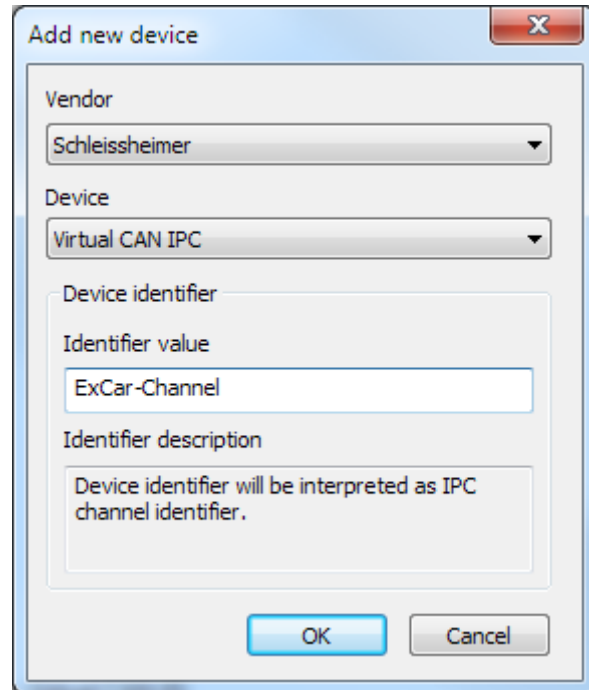 Add new device
Vendor
Schleissheimer
Device
Virtual CAN IPC
Device identifier
Identifier value
ExCar-Channel
Identifier description
Device identifier will be interpreted as IPC
channel identifier.
OK
Cancel